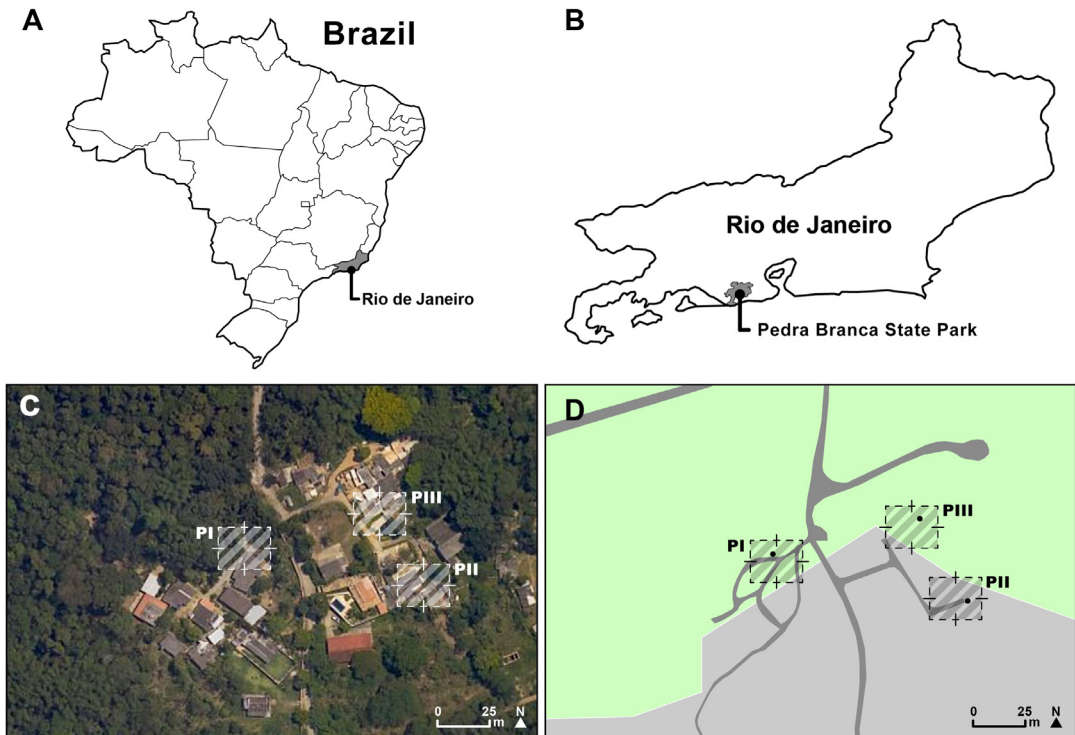 A
Brazil
Rio de Janeiro
B
Rio de Janeiro
Pedra Branca State Park
C
PI
PIII
PII
0 25 m N
D
PI
PIII
PII
0 25 m N